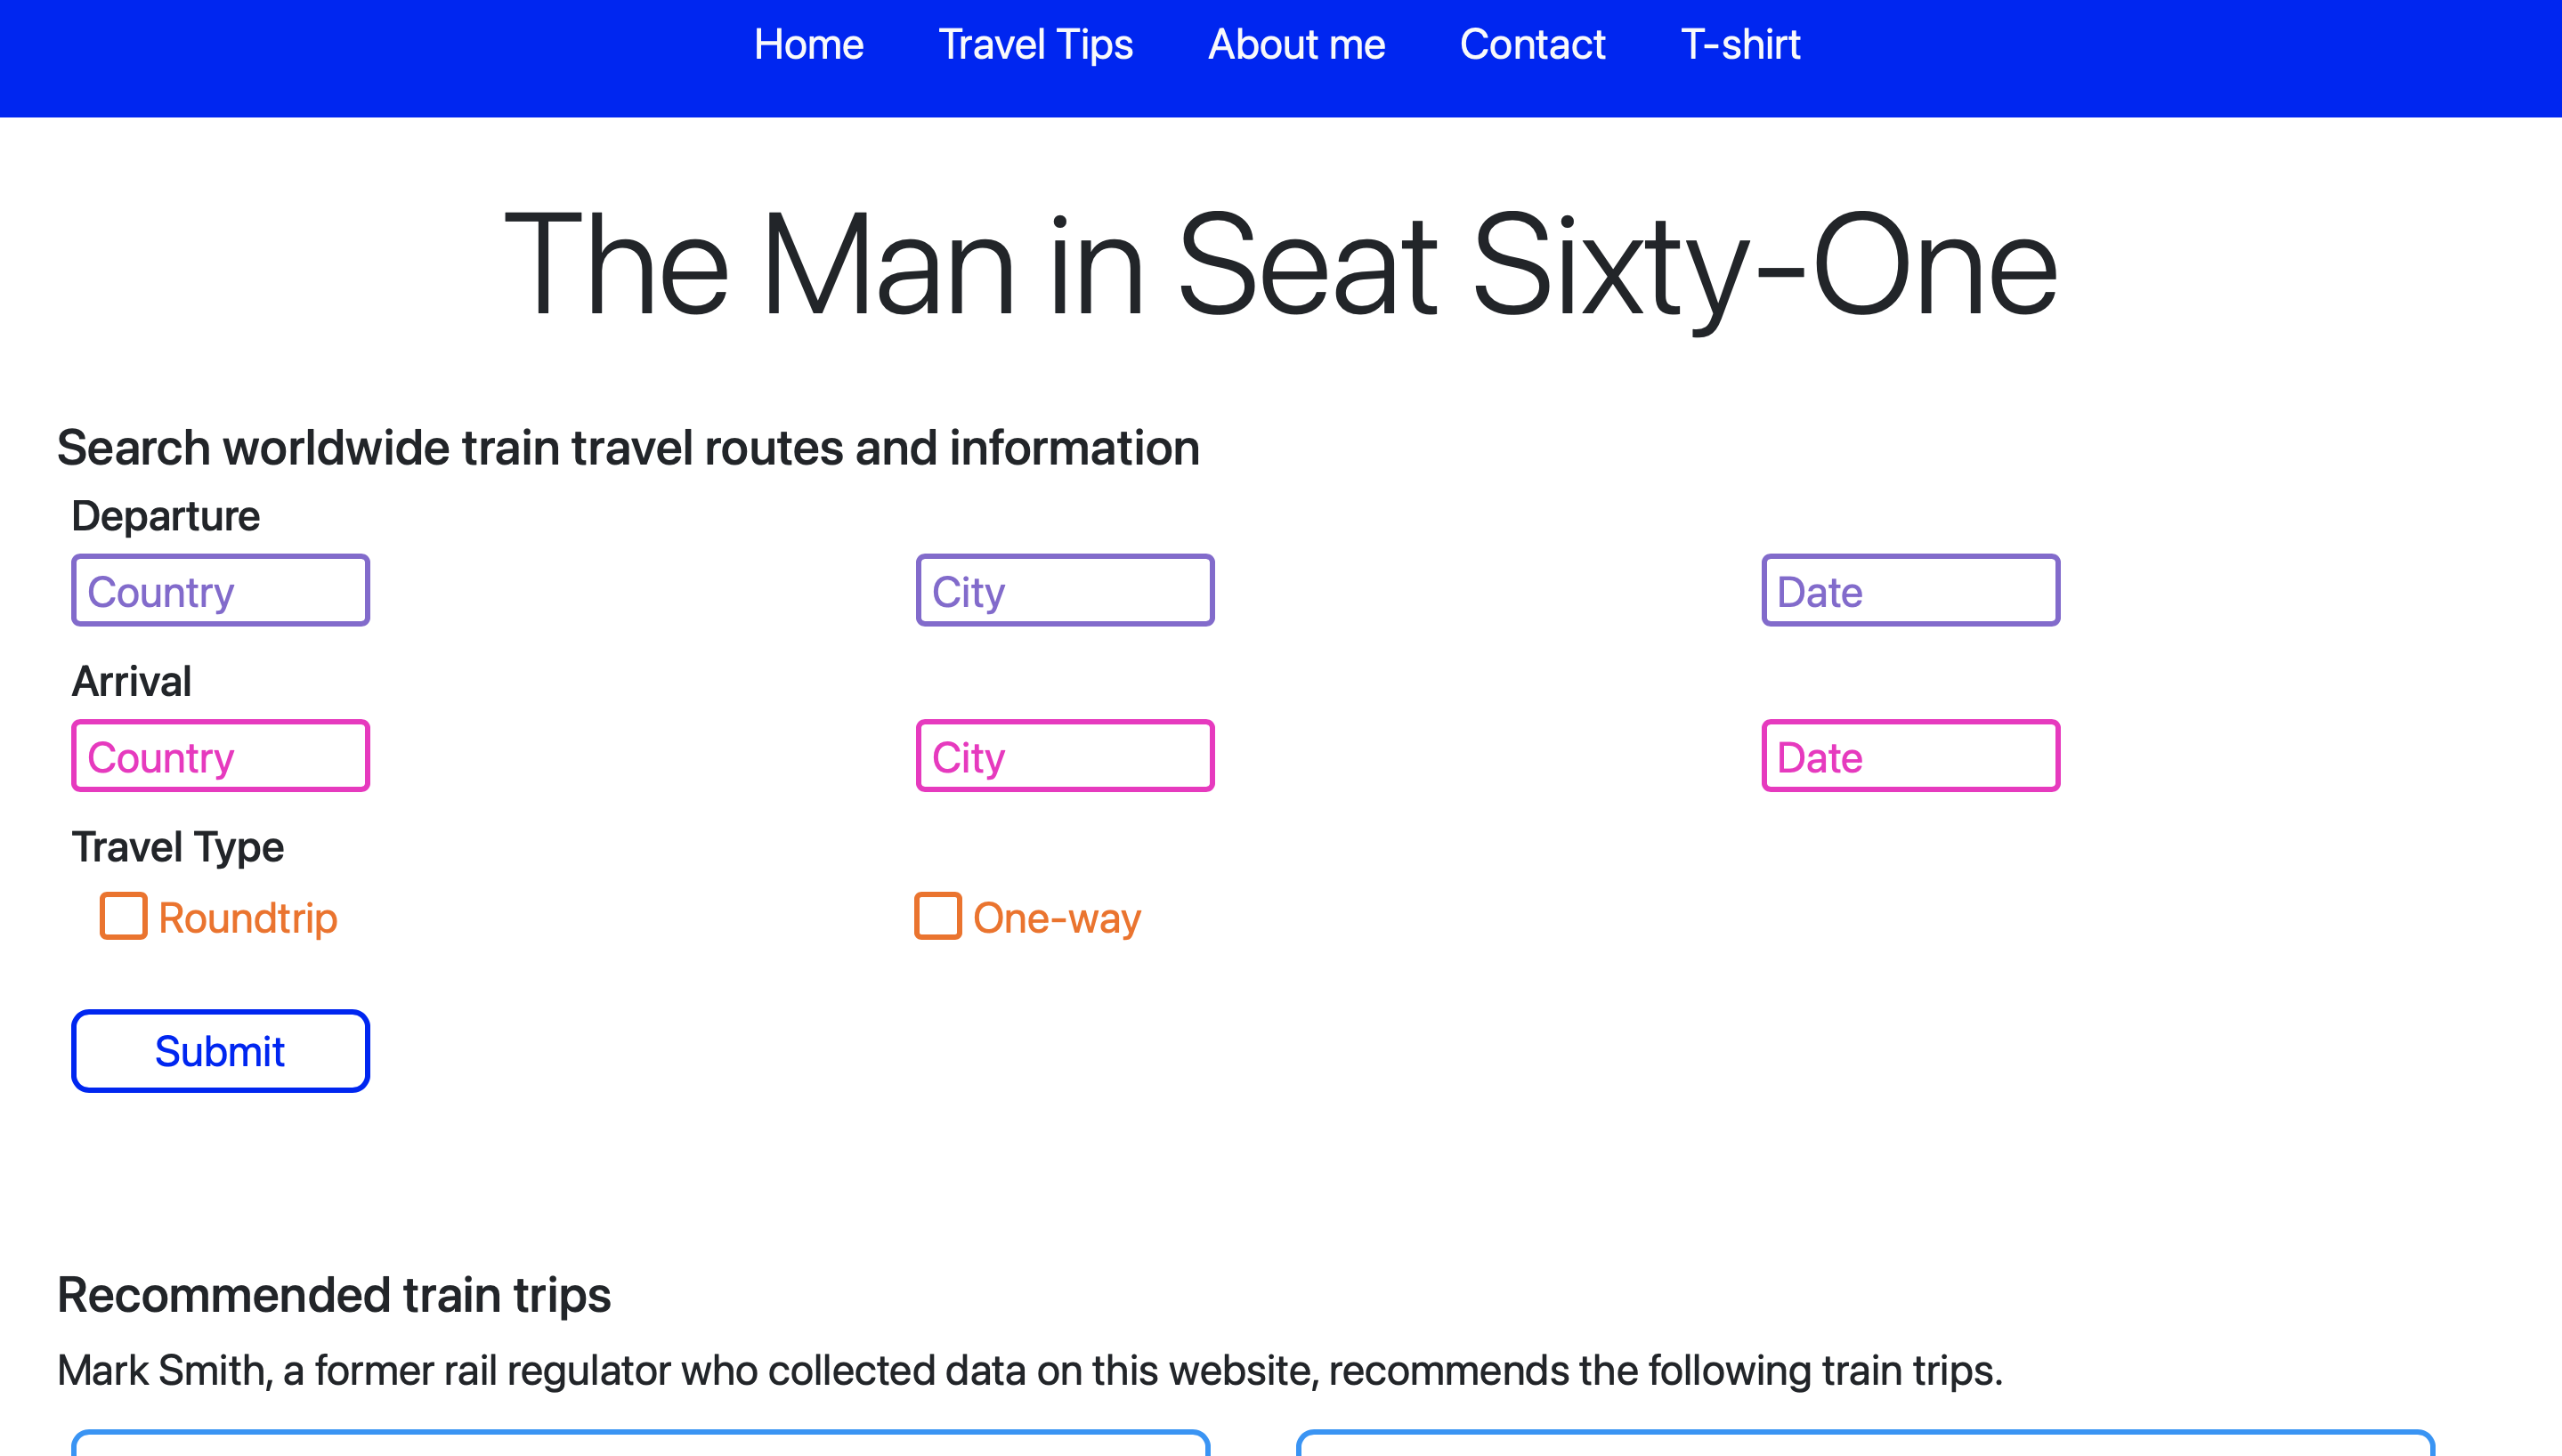 Home Travel Tips About me Contact T-shirt
The Man in Seat Sixty-One
Search worldwide train travel routes and information
Departure
Country City Date
Arrival
Country City Date
Travel Type
Roundtrip One-way
Submit
Recommended train trips
Mark Smith, a former rail regulator who collected data on this website, recommends the following train trips.